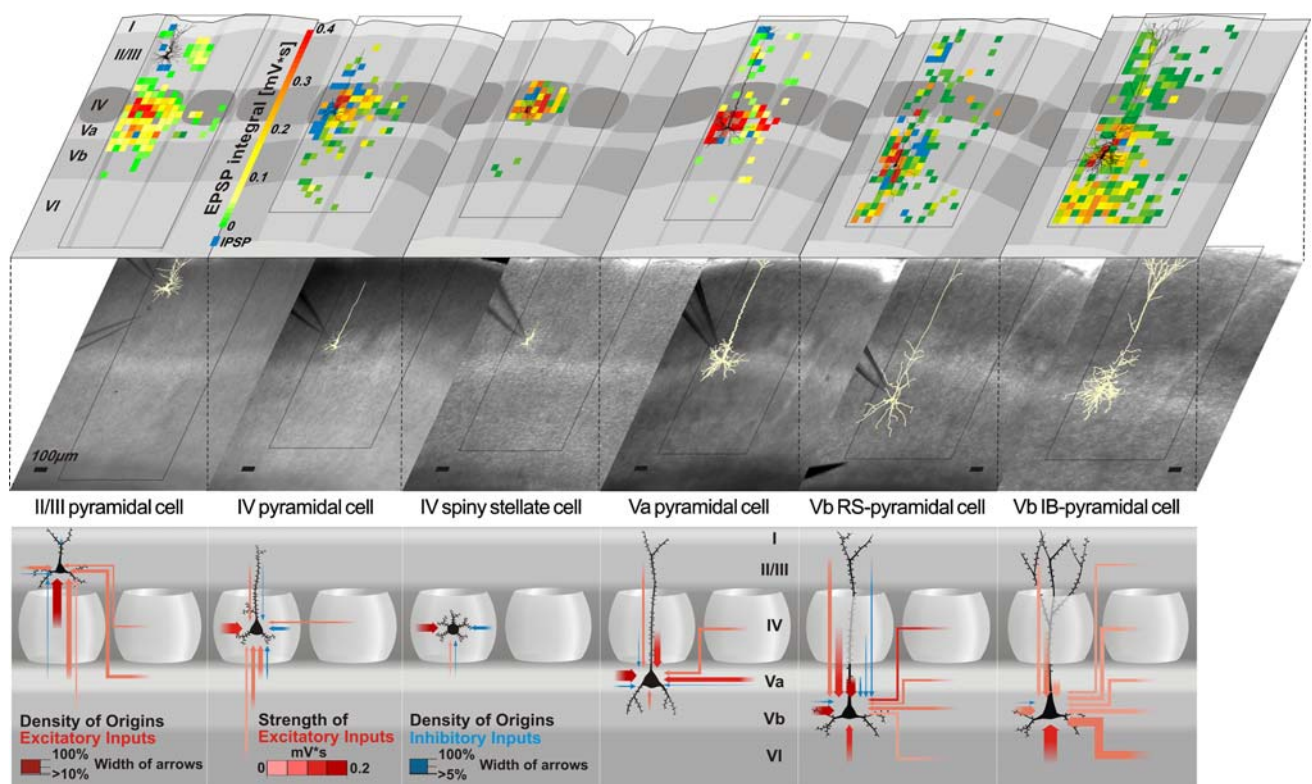 I
II/III
IV
Va
Vb
VI
EPSP integral [mV*s]
0.4
0.3
0.2
0.1
0
IPSP
100µm
II/III pyramidal cell
IV pyramidal cell
IV spiny stellate cell
Va pyramidal cell
Vb RS-pyramidal cell
Vb IB-pyramidal cell
I
II/III
IV
Va
Vb
VI
Density of Origins
Excitatory Inputs
100%
>10%
Width of arrows
Strength of
Excitatory Inputs
mV*s
0
0.2
Density of Origins
Inhibitory Inputs
100%
>5%
Width of arrows